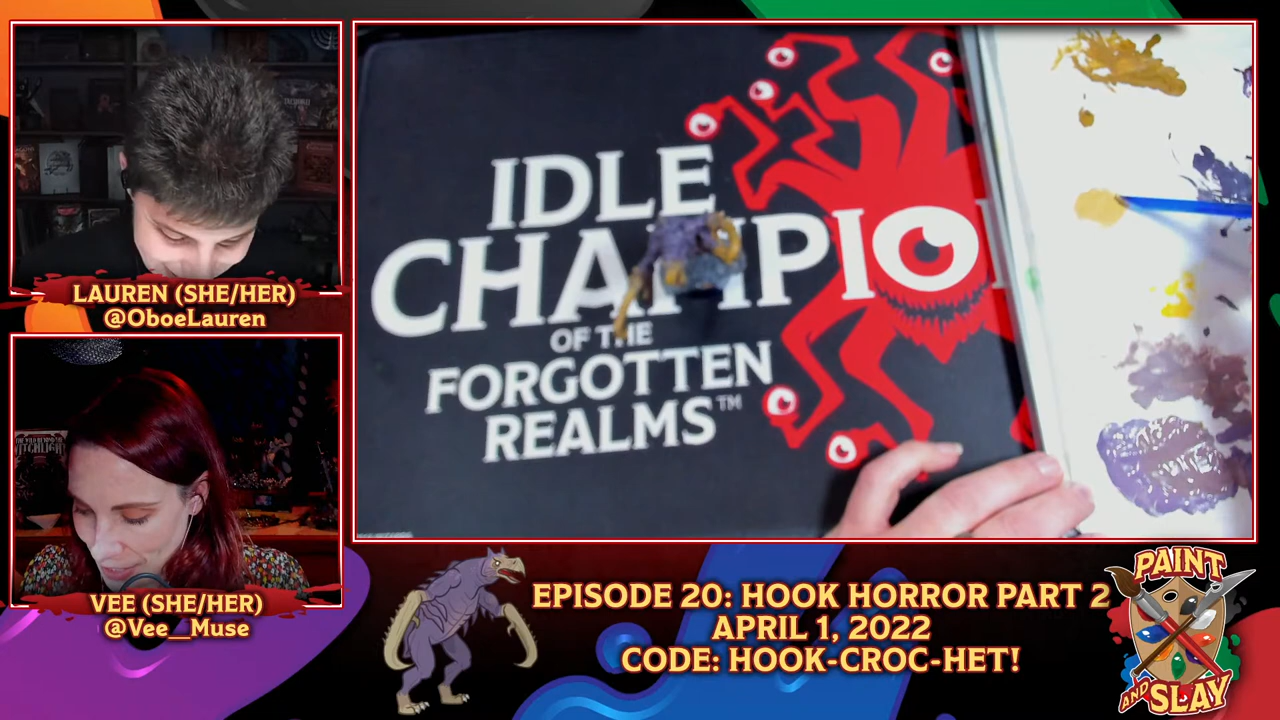 LAUREN (SHE/HER)
@OboeLauren
VEE (SHE/HER)
@Vee__Muse
IDLE
CHAMPIO
OF THE
FORGOTTEN
REALMS™
EPISODE 20: HOOK HORROR PART 2
APRIL 1, 2022
CODE: HOOK-CROC-HET!
PAINT
AND SLAY